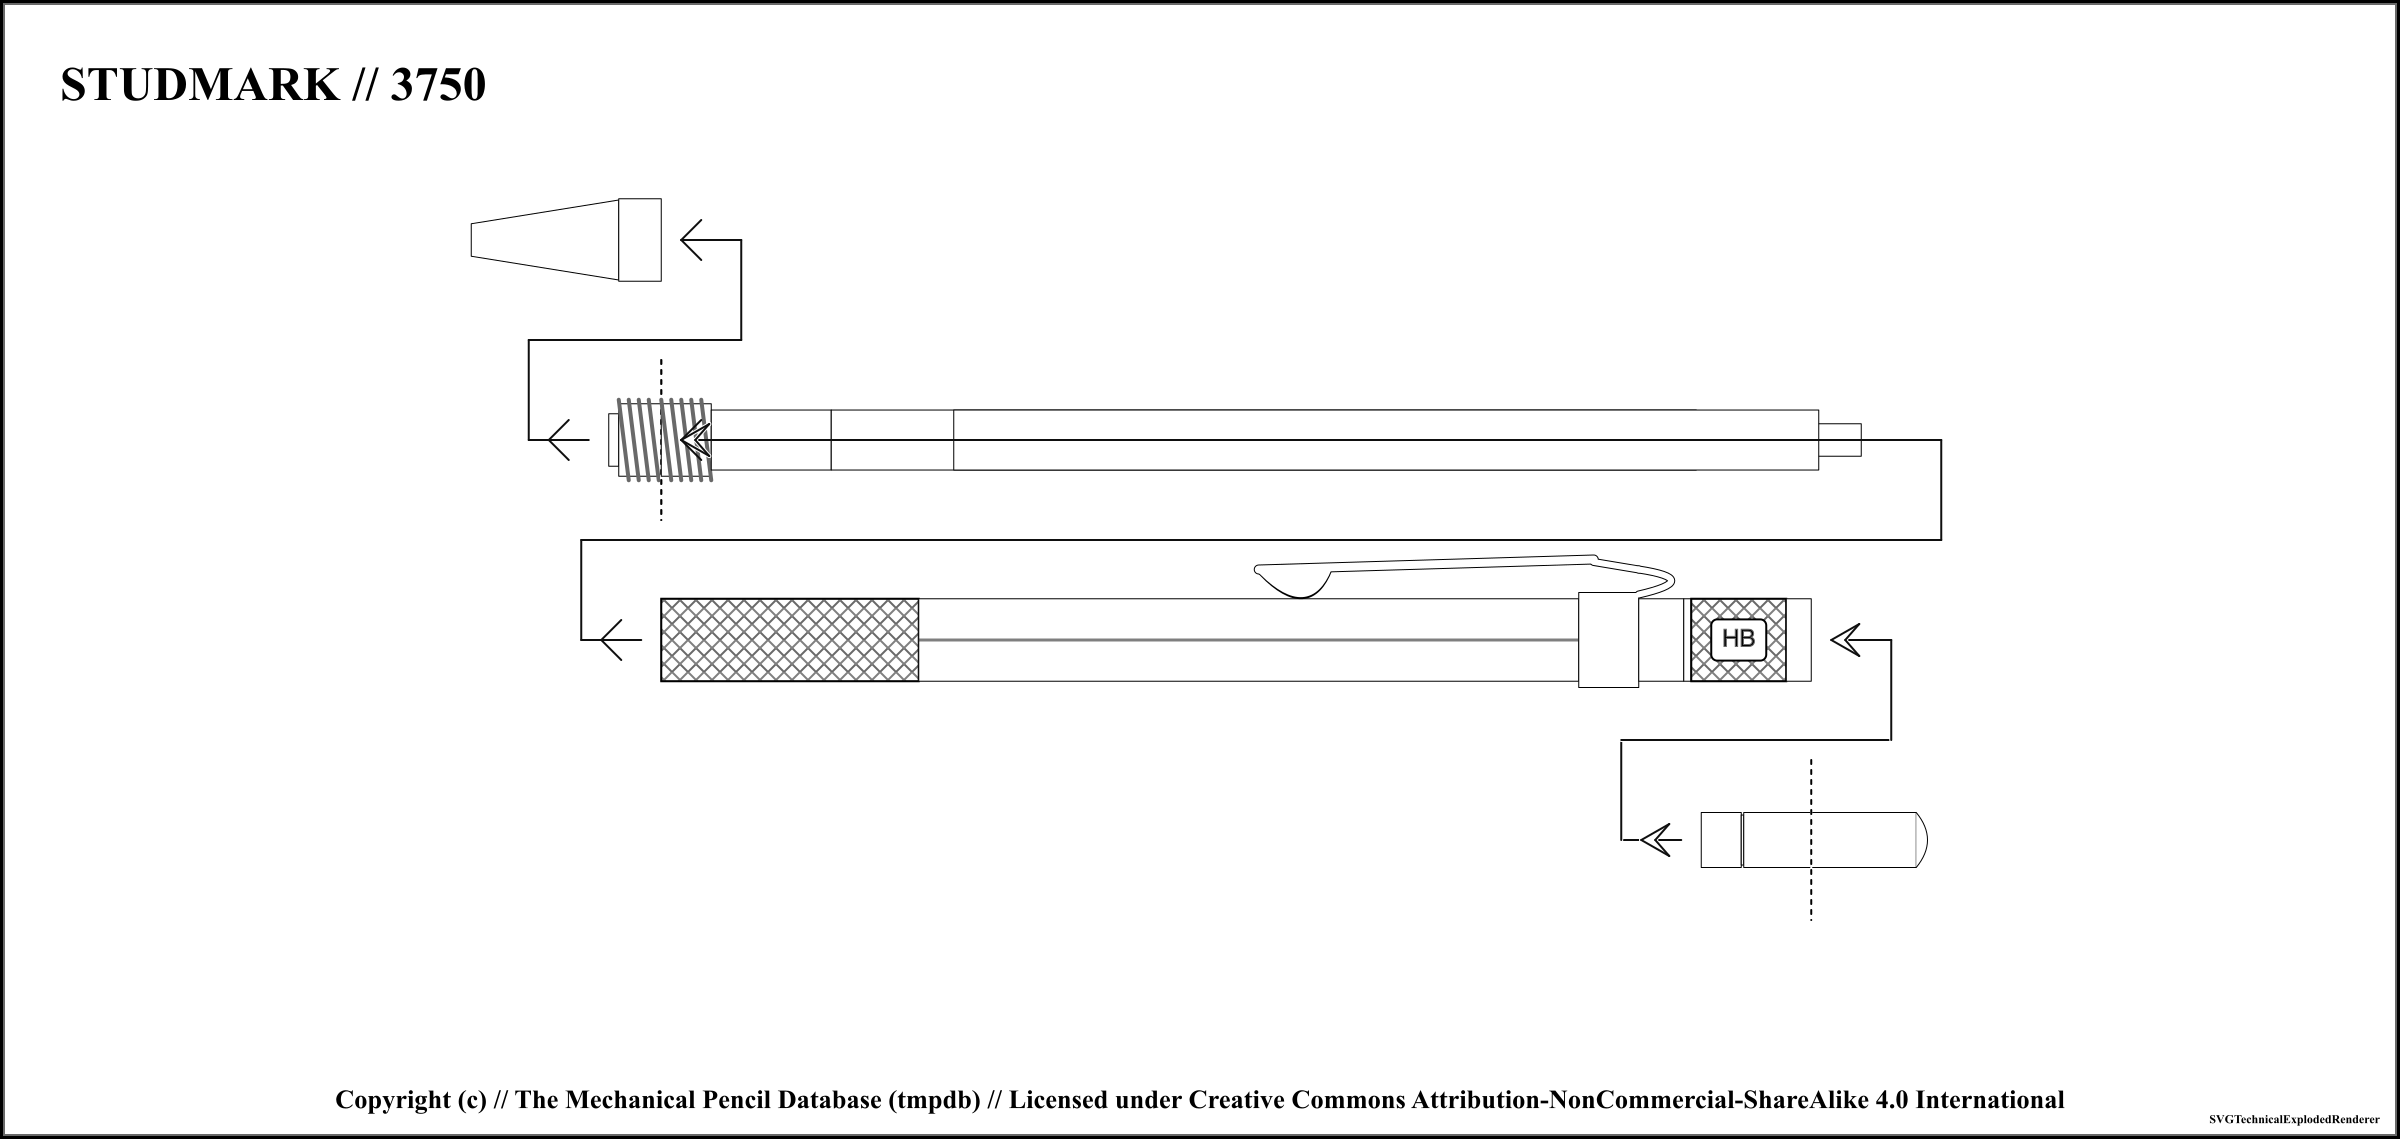 STUDMARK // 3750
HB
Copyright (c) // The Mechanical Pencil Database (tmpdb) // Licensed under Creative Commons Attribution-NonCommercial-ShareAlike 4.0 International
SVGTechnicalExplodedRenderer